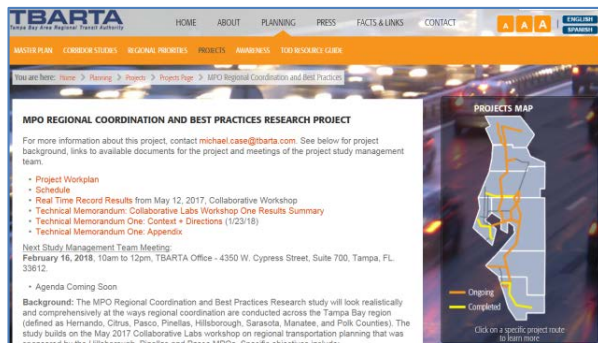 TBARTA
Tampa Bay Area Regional Transit Authority
HOME ABOUT PLANNING PRESS FACTS & LINKS CONTACT
A A A
ENGLISH
SPANISH
MASTER PLAN CORRIDOR STUDIES REGIONAL PRIORITIES PROJECTS AWARENESS TOD RESOURCE GUIDE
You are here: Home > Planning > Projects > Projects Page > MPO Regional Coordination and Best Practices
MPO REGIONAL COORDINATION AND BEST PRACTICES RESEARCH PROJECT
For more information about this project, contact michael.case@tbarta.com. See below for project
background, links to available documents for the project and meetings of the project study management
team.
• Project Workplan
• Schedule
• Real Time Record Results from May 12, 2017, Collaborative Workshop
• Technical Memorandum: Collaborative Labs Workshop One Results Summary
• Technical Memorandum One: Context + Directions (1/23/18)
• Technical Memorandum One: Appendix
Next Study Management Team Meeting:
February 16, 2018, 10am to 12pm, TBARTA Office - 4350 W. Cypress Street, Suite 700, Tampa, FL.
33612.
• Agenda Coming Soon
Background: The MPO Regional Coordination and Best Practices Research study will look realistically
and comprehensively at the ways regional coordination are conducted across the Tampa Bay region
(defined as Hernando, Citrus, Pasco, Pinellas, Hillsborough, Sarasota, Manatee, and Polk Counties). The
study builds on the May 2017 Collaborative Labs workshop on regional transportation planning that was
PROJECTS MAP
Ongoing
Completed
Click on a specific project route
to learn more